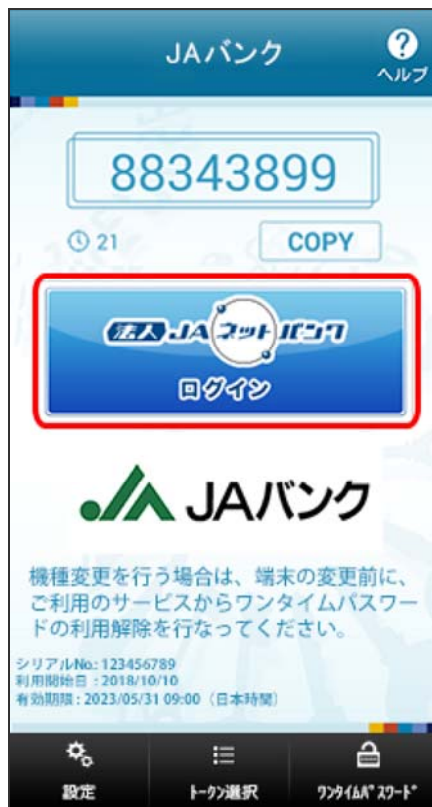 JAバンク
ヘルプ
88343899
21
COPY
法人JAネットバンク
ログイン
JAバンク
機種変更を行う場合は、端末の変更前に、
ご利用のサービスからワンタイムパスワー
ドの利用解除を行なってください。
シリアルNo.: 123456789
利用開始日：2018/10/10
有効期限：2023/05/31 09:00（日本時間）
設定
トークン選択
ワンタイムパスワード